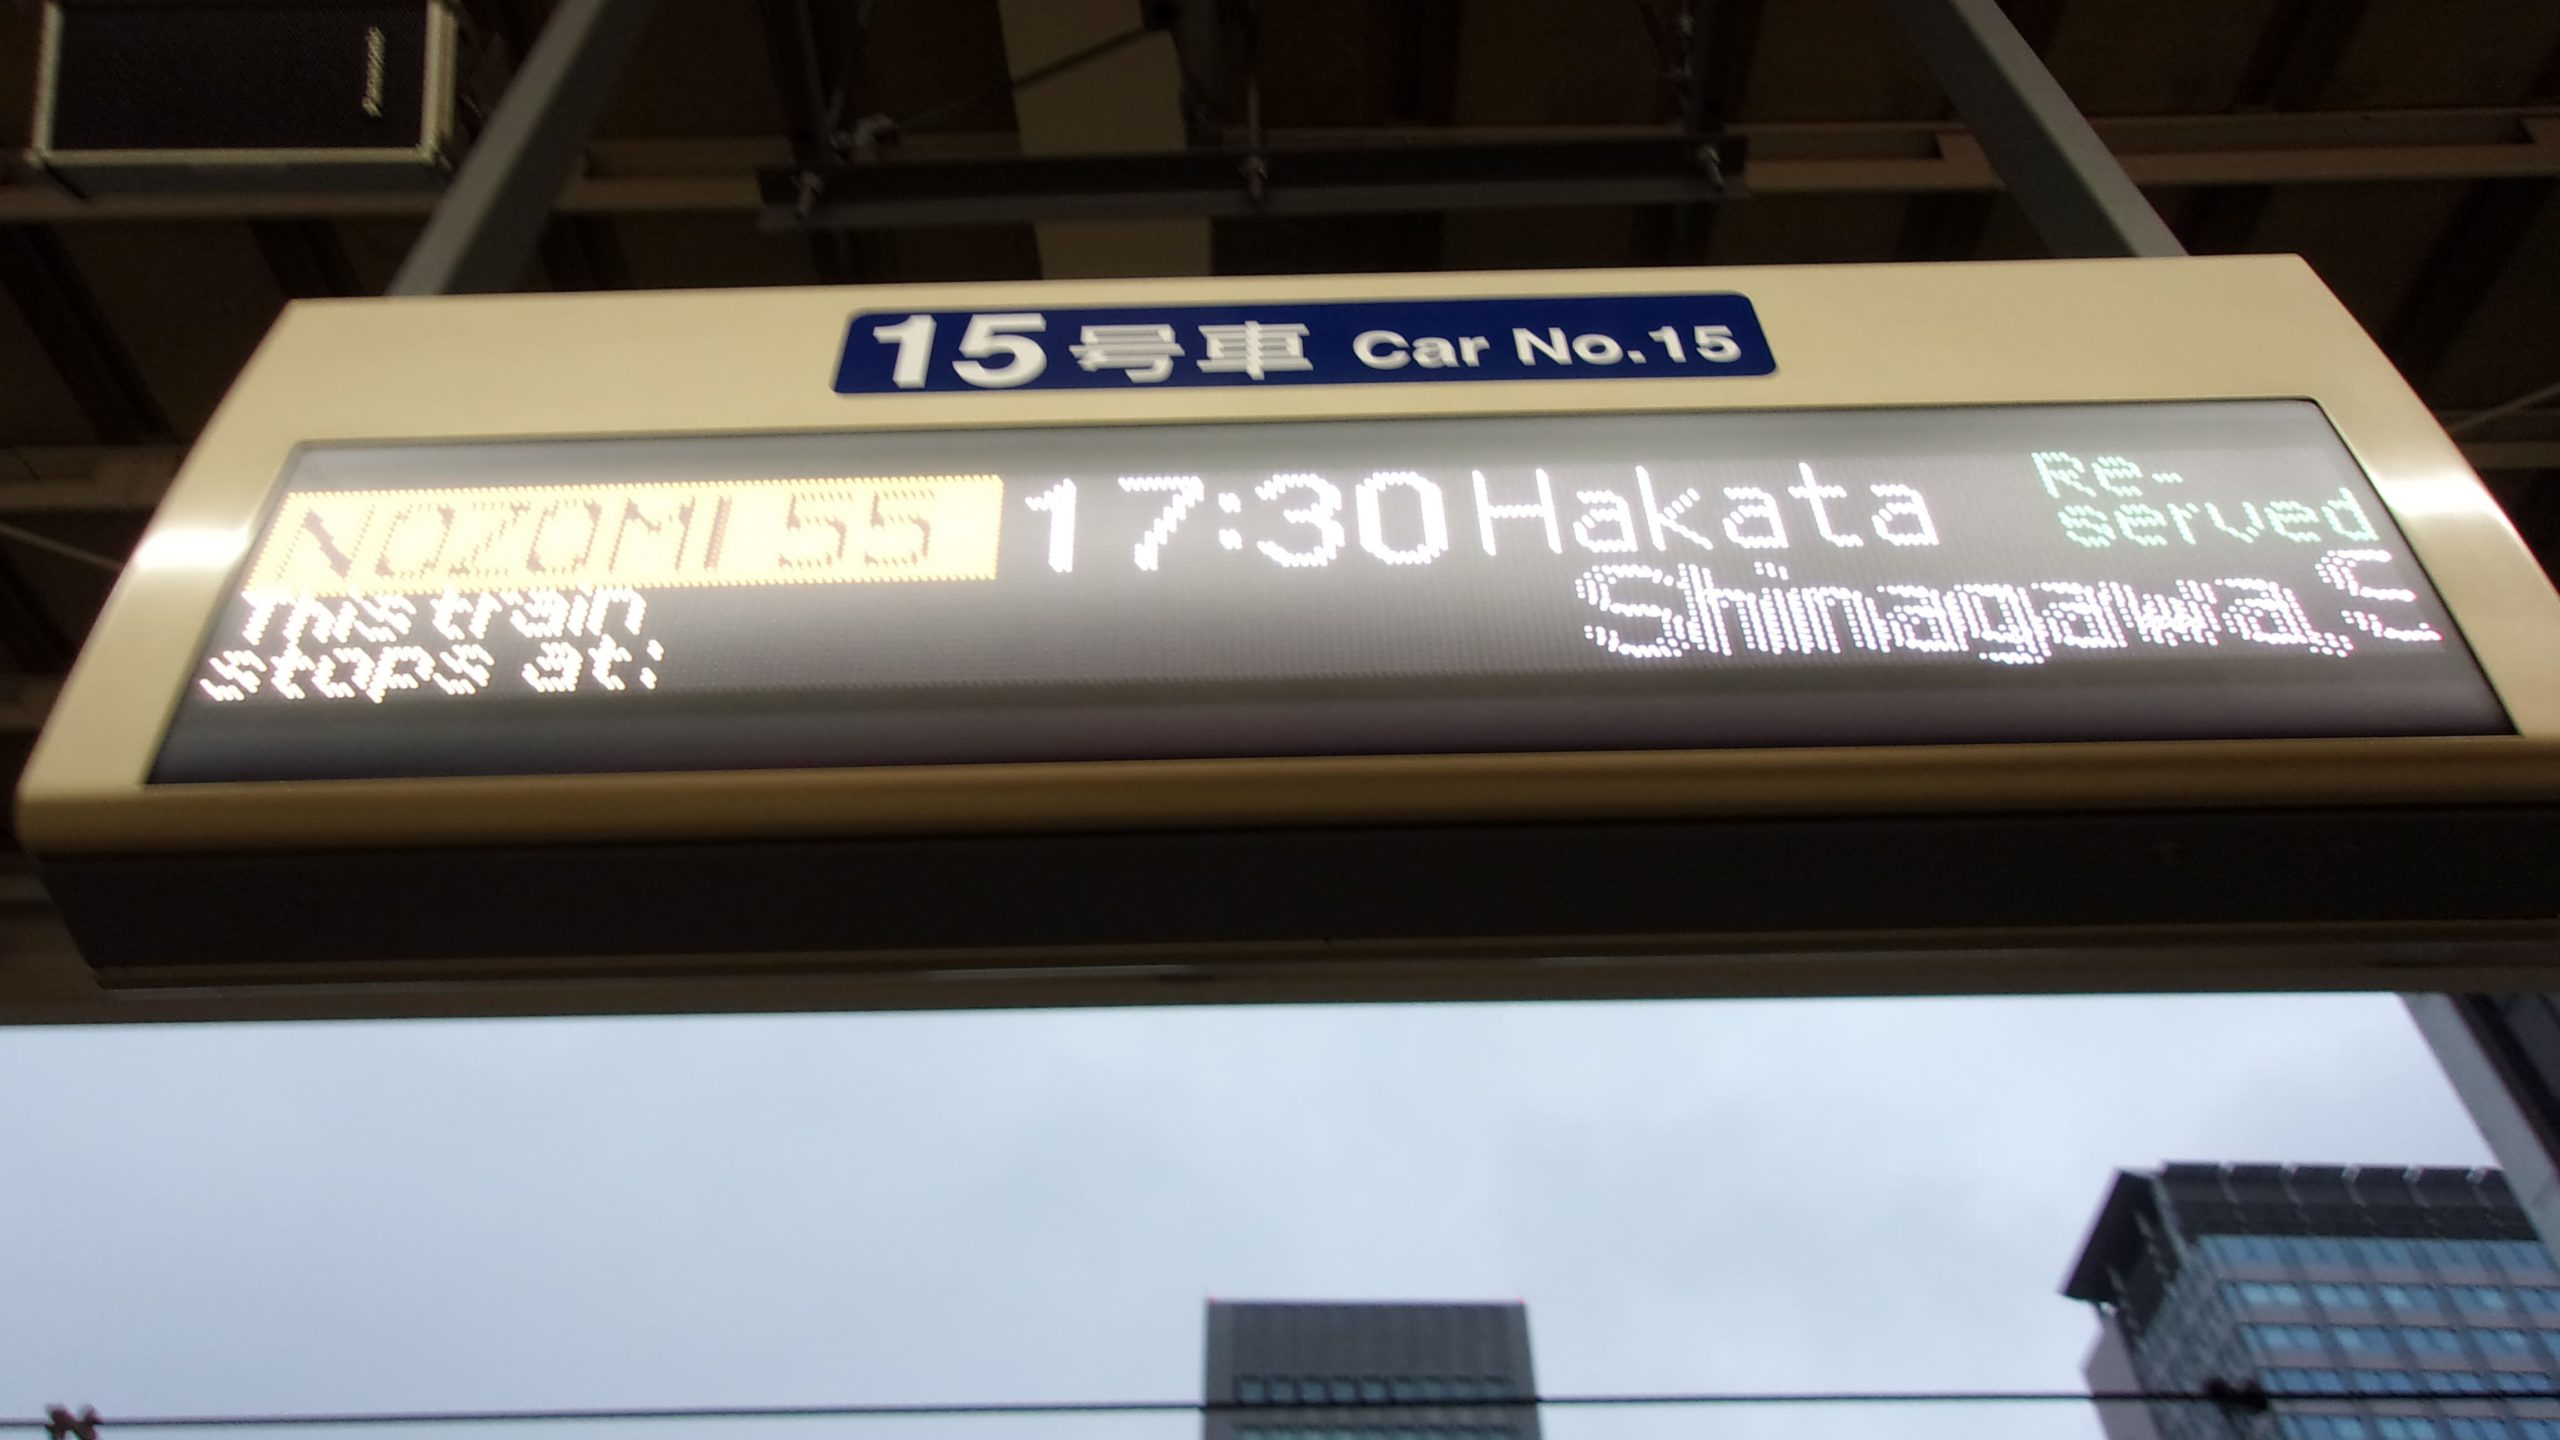 Panasonic
15号車 Car No.15
NOZOMI 55 17:30 Hakata Re-served
This train stops at:
Shinagawa, S